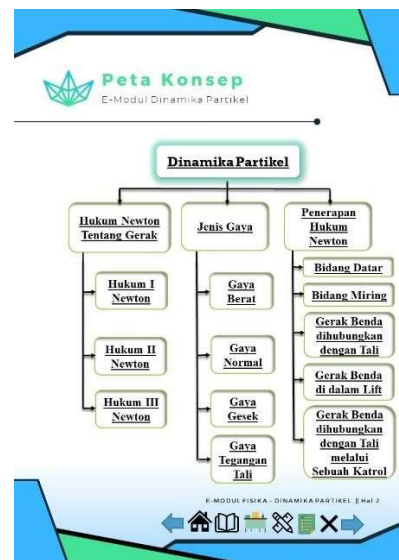 Peta Konsep
E-Modul Dinamika Partikel
Dinamika Partikel
Hukum Newton
Tentang Gerak
Hukum I
Newton
Hukum II
Newton
Hukum III
Newton
Jenis Gaya
Gaya
Berat
Gaya
Normal
Gaya
Gesek
Gaya
Tegangan
Tali
Penerapan
Hukum
Newton
Bidang Datar
Bidang Miring
Gerak Benda
dihubungkan
dengan Tali
Gerak Benda
di dalam Lift
Gerak Benda
dihubungkan
dengan Tali
melalui
Sebuah Katrol
E-MODUL FISIKA - DINAMIKA PARTIKEL || Hal 2